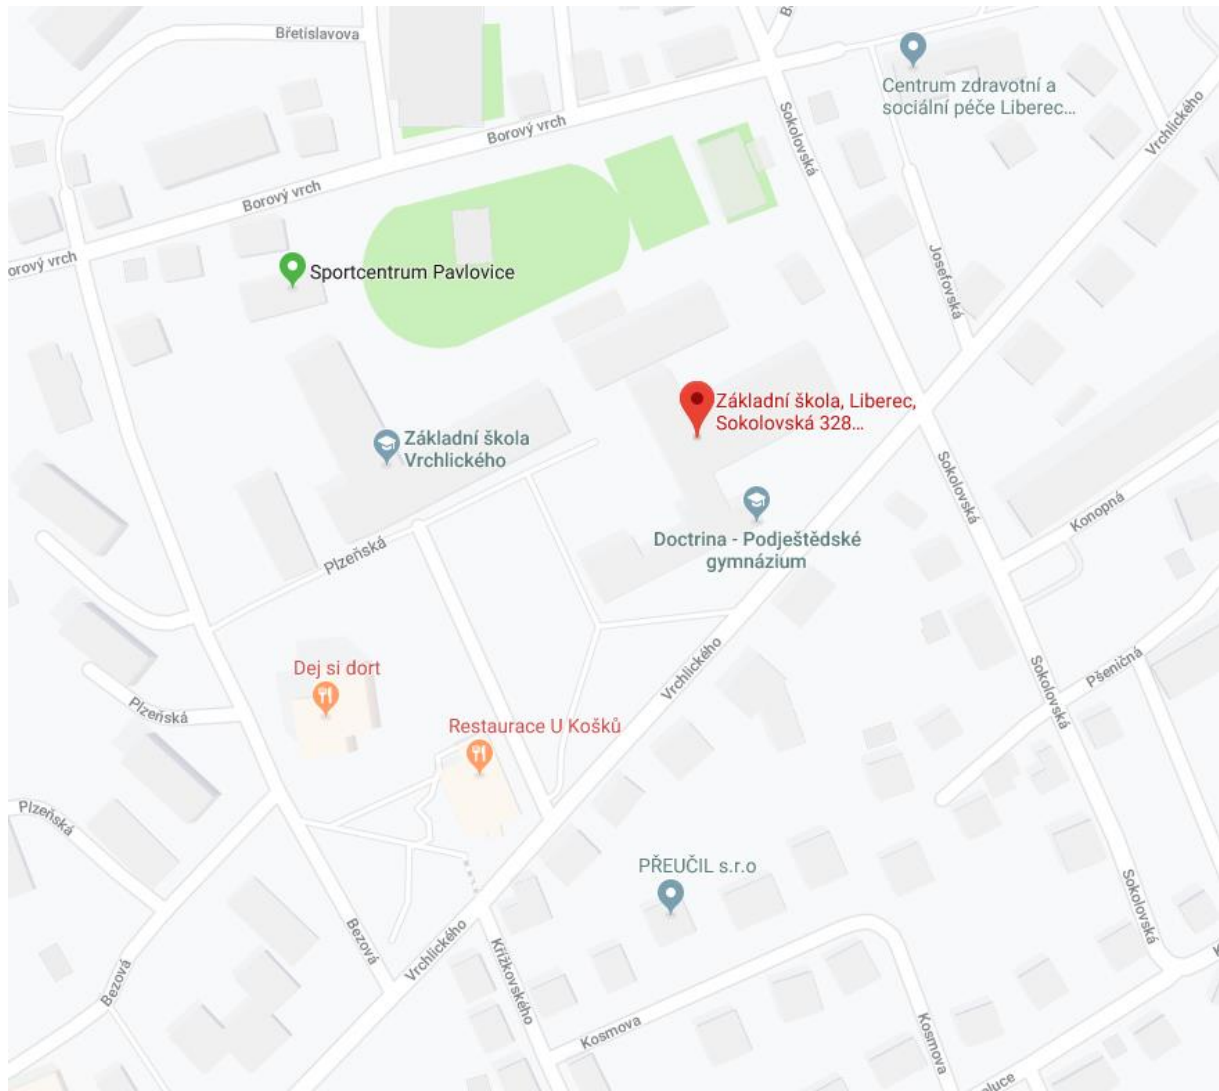 Břetislavova
Centrum zdravotní a
sociální péče Liberec...
Borový vrch
Sokolovská
Vrchlického
Borový vrch
orový vrch
Sportcentrum Pavlovice
Josefovská
Základní škola, Liberec,
Sokolovská 328...
Základní škola
Vrchlického
Sokolovská
Konopná
Doctrina - Podještědské
gymnázium
Plzeňská
Vrchlického
Pšeničná
Sokolovská
Dej si dort
Plzeňská
Restaurace U Košků
Plzeňská
PŘEUČIL s.r.o
Sokolovská
Bezová
Vrchlického
Křížkovského
Bezová
Kosmova
Kosmova